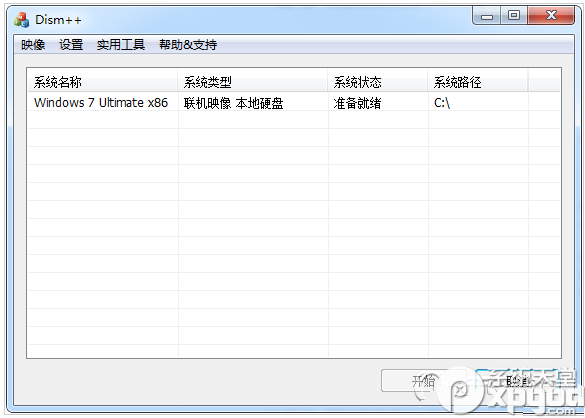 Dism++
映像 设置 实用工具 帮助&支持
系统名称 系统类型 系统状态 系统路径
Windows 7 Ultimate x86 联机映像 本地硬盘 准备就绪 C:\
开始
系统天堂